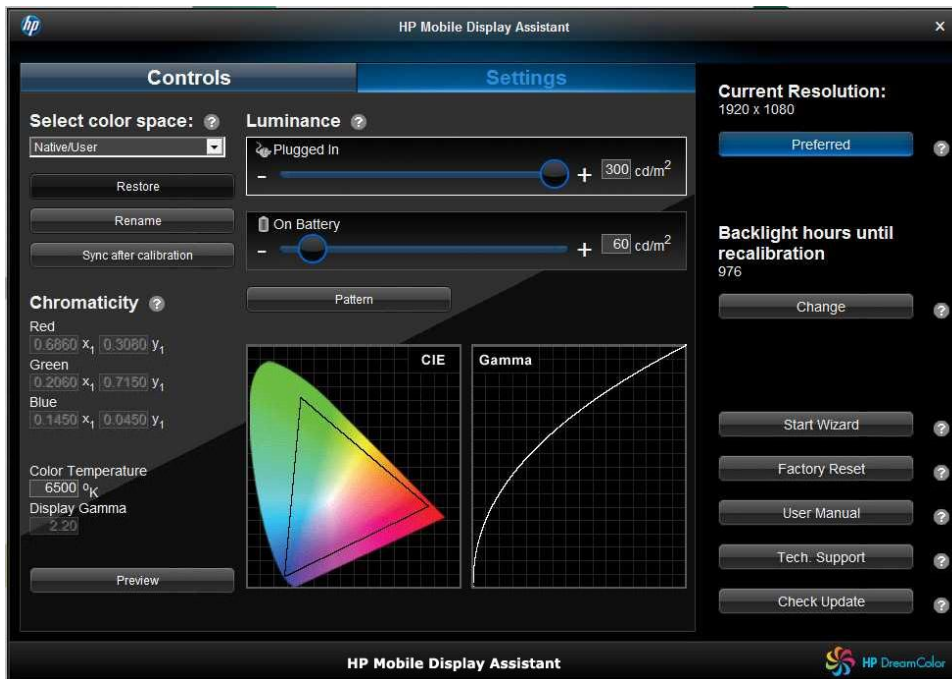 hp
HP Mobile Display Assistant
x
Controls
Settings
Select color space: ?
Native/User
Restore
Rename
Sync after calibration
Chromaticity ?
Red
0.6860 x1 0.3080 y1
Green
0.2060 x1 0.7150 y1
Blue
0.1450 x1 0.0450 y1
Color Temperature
6500 ºK
Display Gamma
2.20
Preview
Luminance ?
Plugged In
- + 300 cd/m2
On Battery
- + 60 cd/m2
Pattern
CIE
Gamma
Current Resolution:
1920 x 1080
Preferred ?
Backlight hours until
recalibration
976
Change ?
Start Wizard ?
Factory Reset ?
User Manual ?
Tech. Support ?
Check Update ?
HP Mobile Display Assistant
HP DreamColor